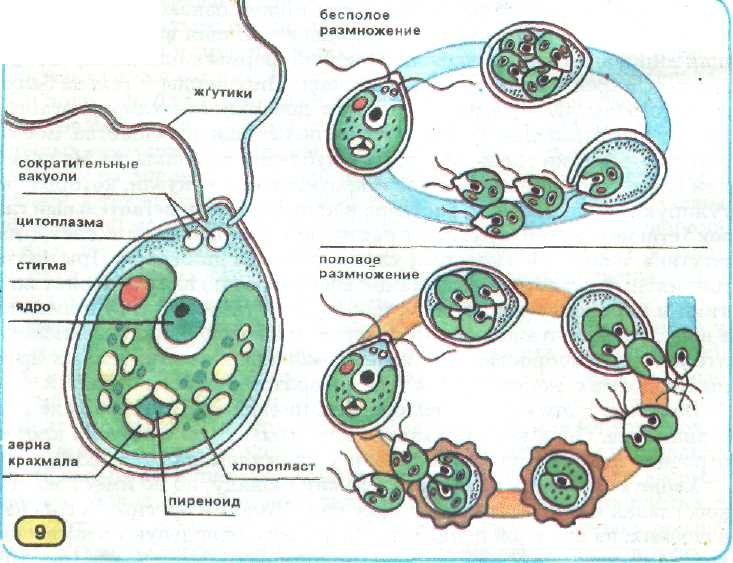 жгутики
сократительные
вакуоли
цитоплазма
стигма
ядро
зерна
крахмала
хлоропласт
пиреноид
9
бесполое
размножение
половое
размножение